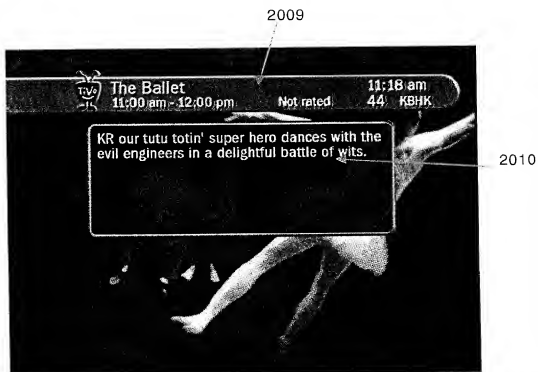 2009
TiVo The Ballet 11:18 am
11:00 am - 12:00 pm Not rated 44 KBHK
KR our tutu totin' super hero dances with the
evil engineers in a delightful battle of wits.
2010